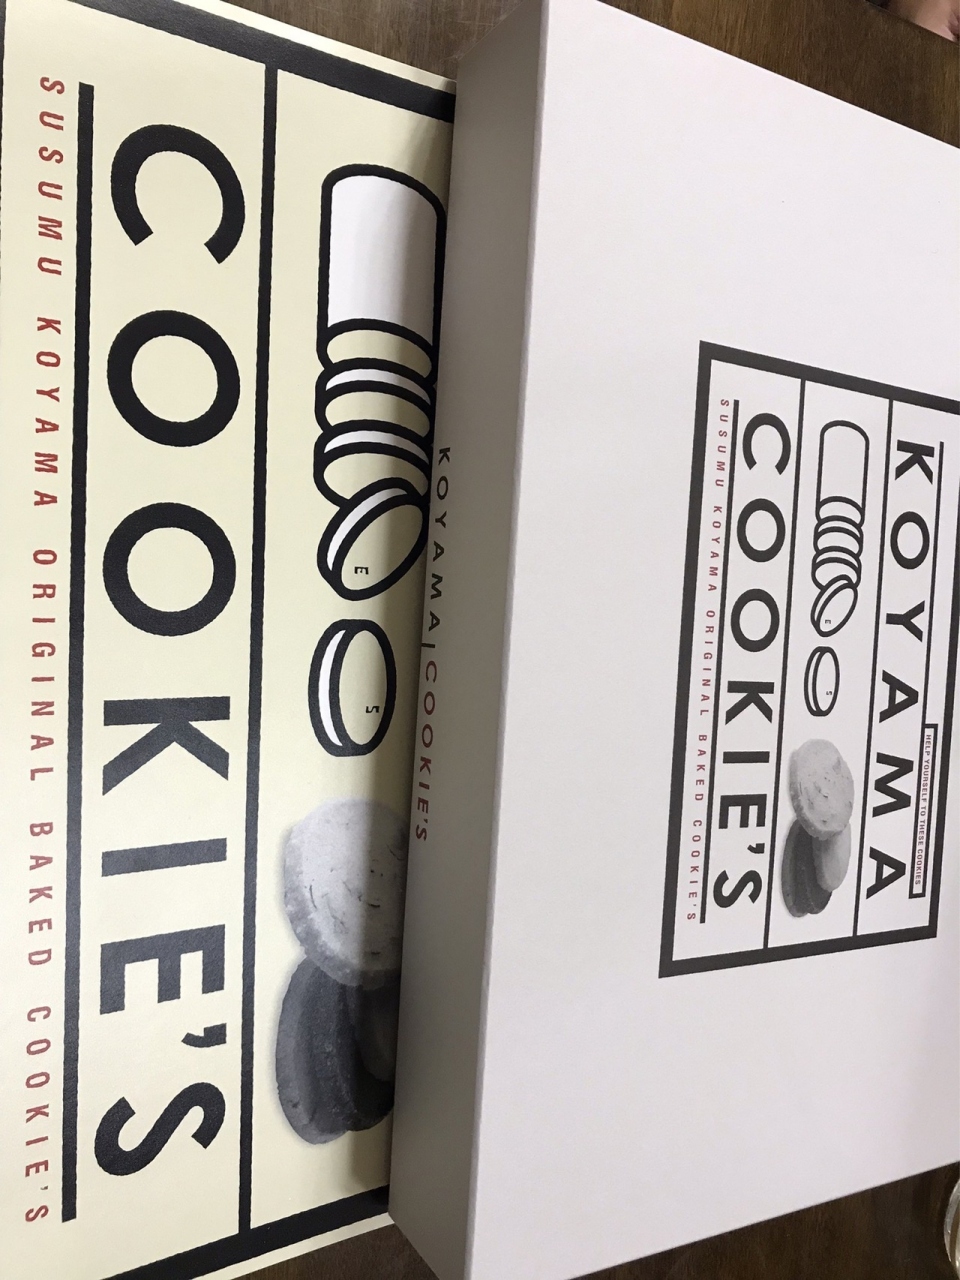 COOKIE'S
SUSUMU KOYAMA ORIGINAL BAKED COOKIE'S
E
S
KOYAMA|COOKIE'S
HELP YOURSELF TO THESE COOKIES
KOYAMA
E
S
COOKIE'S
SUSUMU KOYAMA ORIGINAL BAKED COOKIE'S